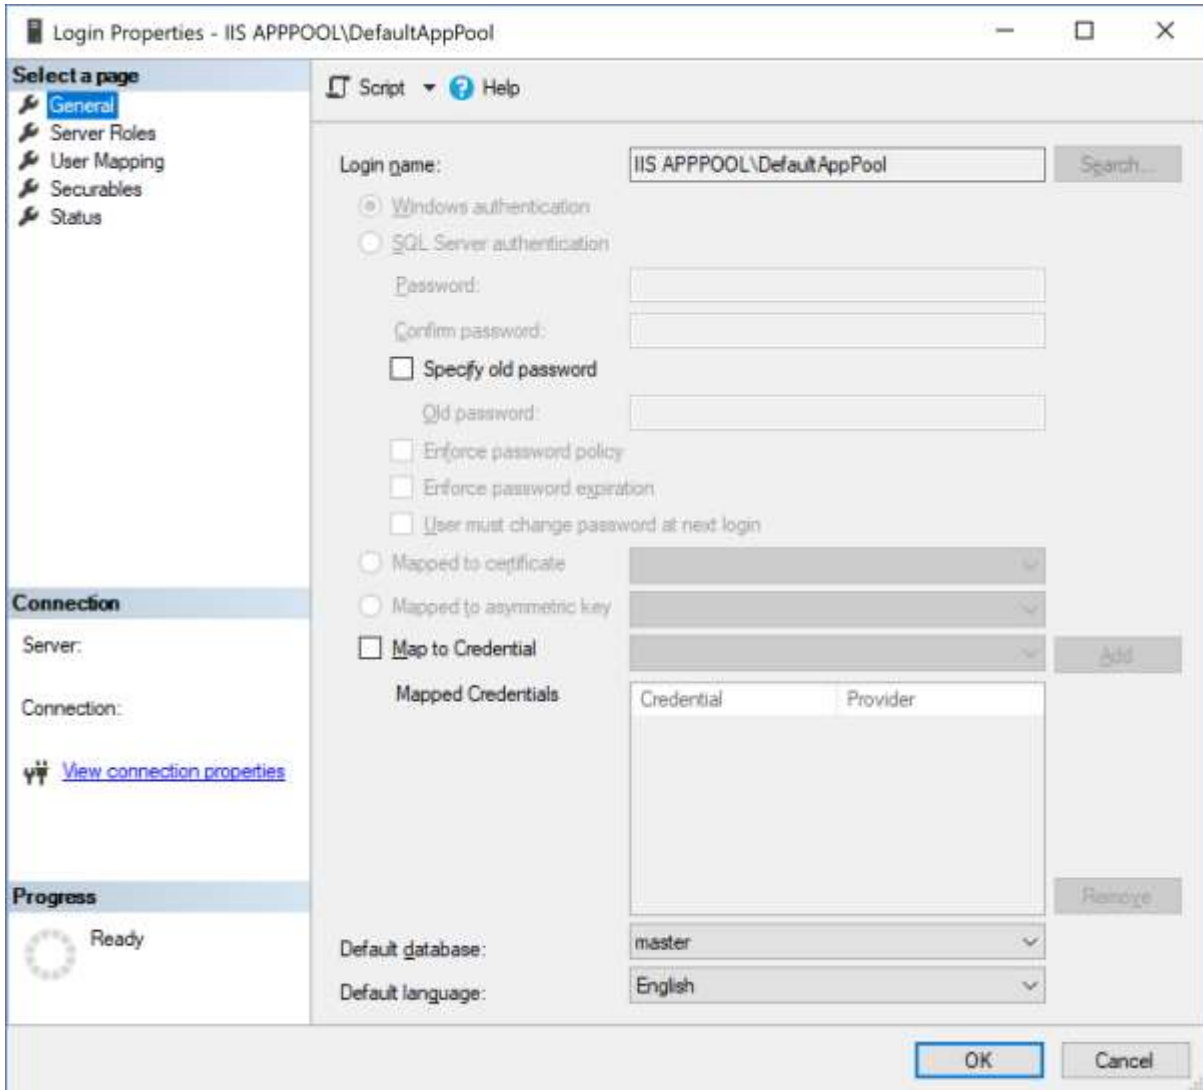 Login Properties - IIS APPPOOL\DefaultAppPool
Select a page
General
Server Roles
User Mapping
Securables
Status
Script
Help
Login name:
IIS APPPOOL\DefaultAppPool
Search...
Windows authentication
SQL Server authentication
Password:
Confirm password:
Specify old password
Old password:
Enforce password policy
Enforce password expiration
User must change password at next login
Mapped to certificate
Mapped to asymmetric key
Map to Credential
Add
Mapped Credentials
Credential
Provider
Remove
Default database:
master
Default language:
English
Connection
Server:
Connection:
View connection properties
Progress
Ready
OK
Cancel